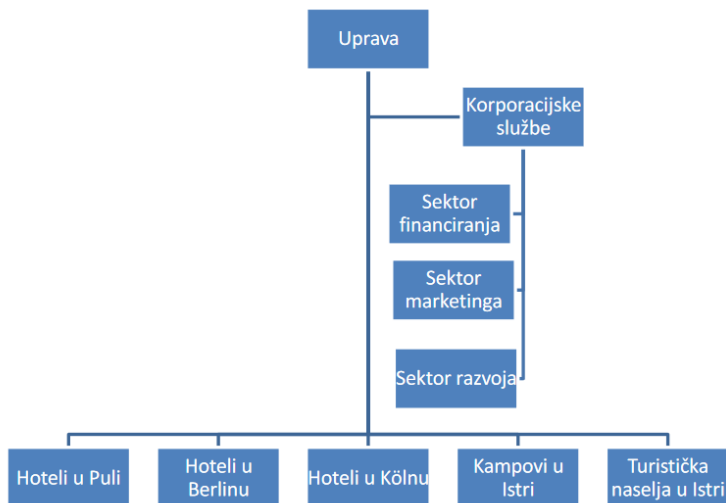 Uprava
Korporacijske
službe
Sektor
financiranja
Sektor
marketinga
Sektor razvoja
Hoteli u Puli
Hoteli u
Berlinu
Hoteli u Kölnu
Kampovi u
Istri
Turistička
naselja u Istri